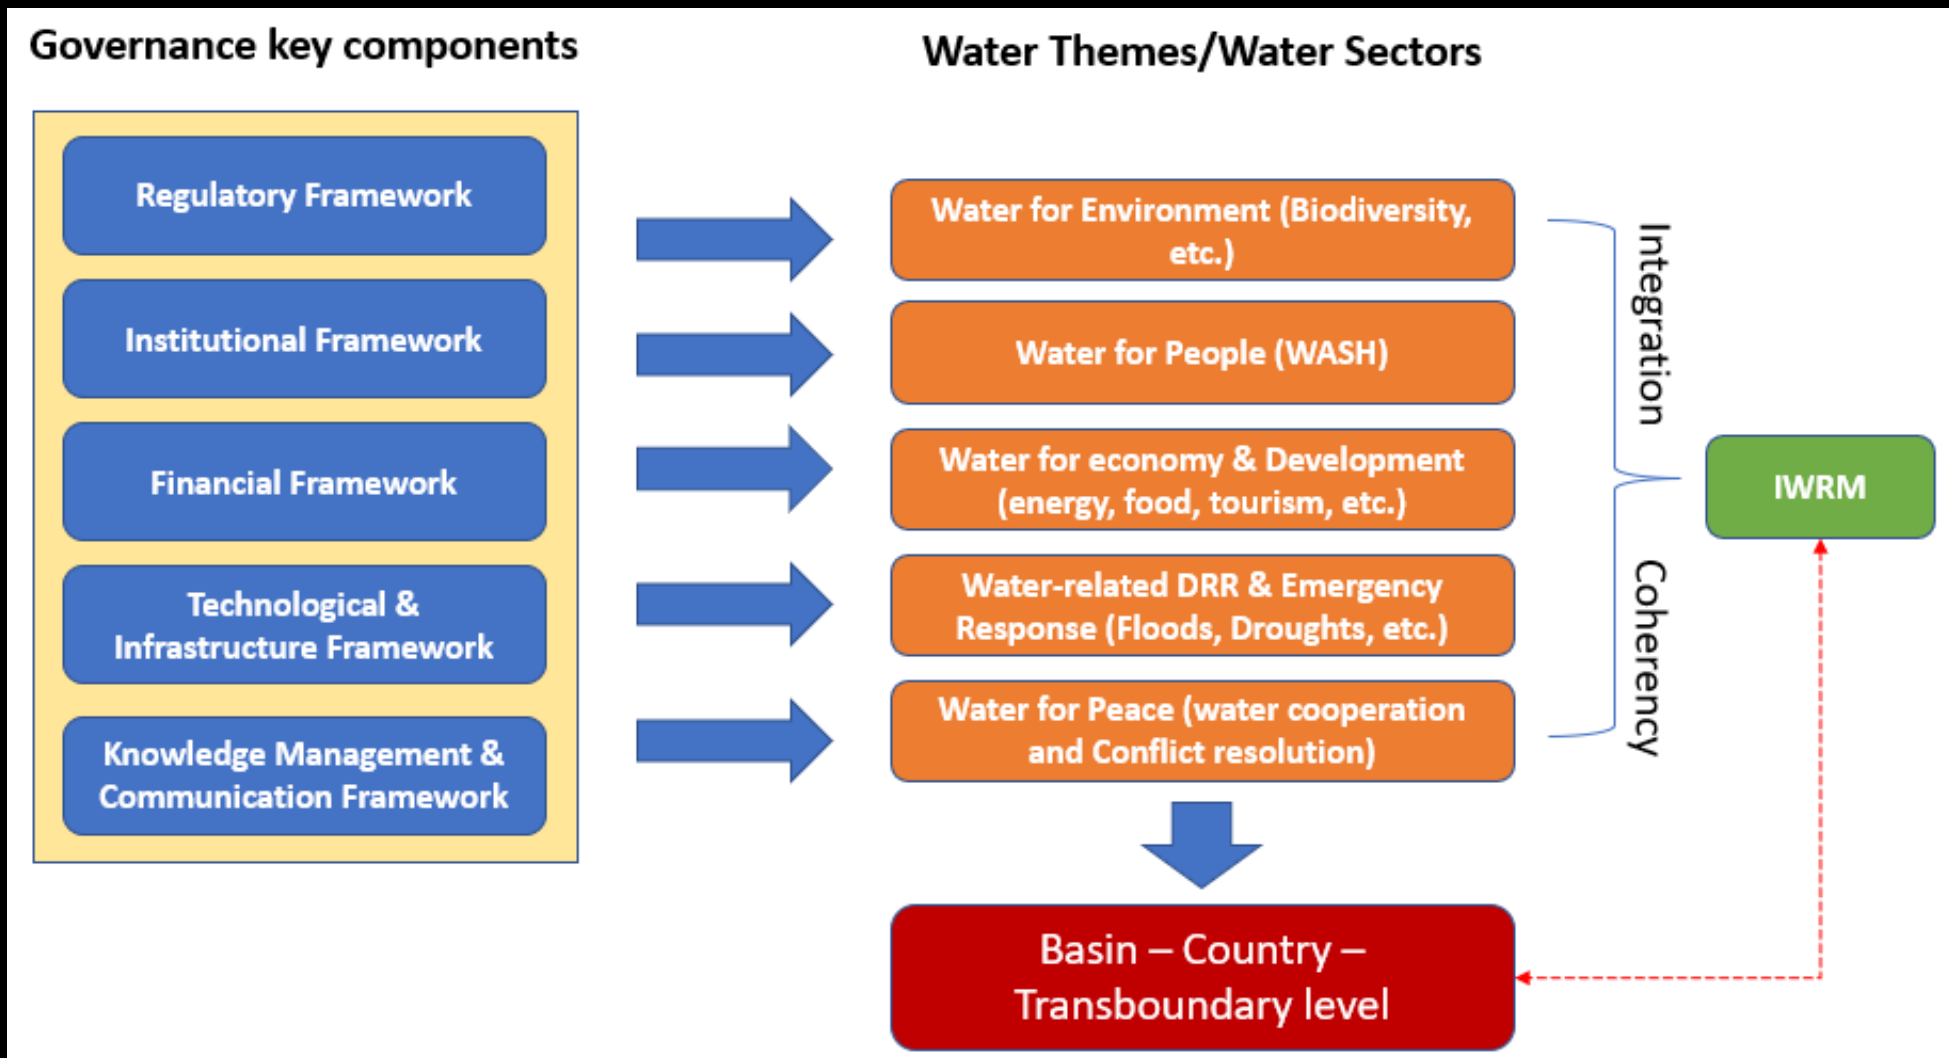 Governance key components
Water Themes/Water Sectors
Regulatory Framework
Institutional Framework
Financial Framework
Technological &
Infrastructure Framework
Knowledge Management &
Communication Framework
Water for Environment (Biodiversity,
etc.)
Water for People (WASH)
Water for economy & Development
(energy, food, tourism, etc.)
Water-related DRR & Emergency
Response (Floods, Droughts, etc.)
Water for Peace (water cooperation
and Conflict resolution)
Integration
Coherency
IWRM
Basin – Country –
Transboundary level